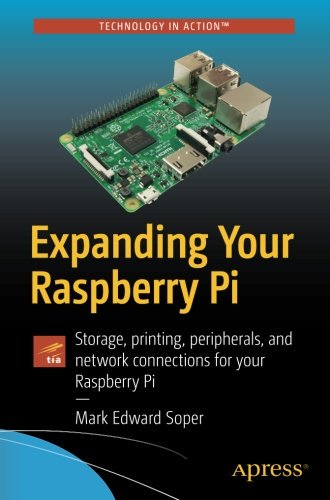 TECHNOLOGY IN ACTION™
Expanding Your
Raspberry Pi
tia
Storage, printing, peripherals, and
network connections for your
Raspberry Pi
—
Mark Edward Soper
Apress®